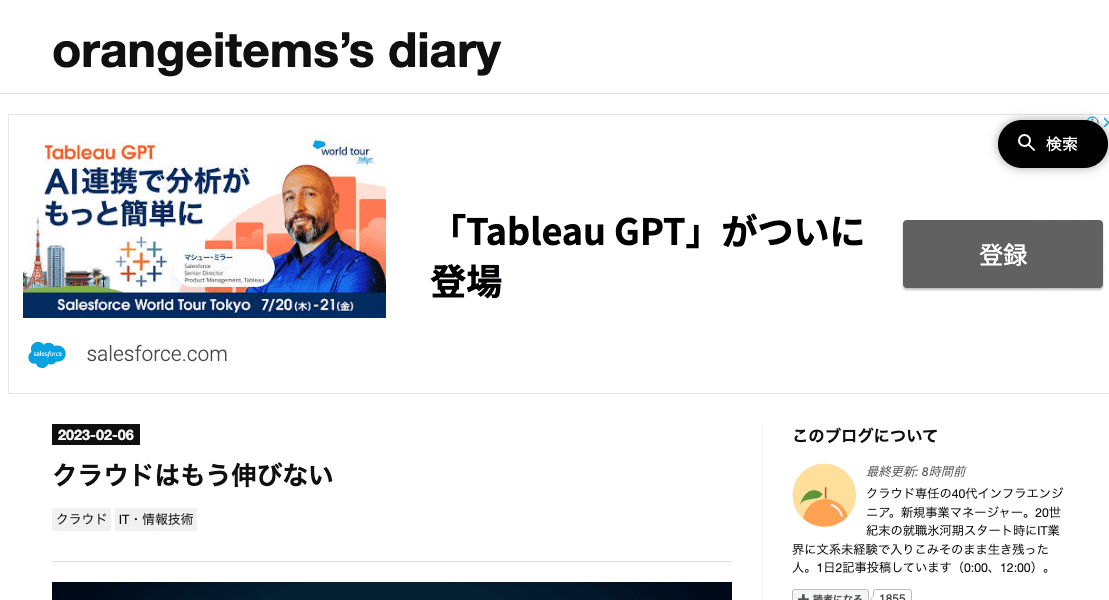 orangeitems’s diary
検索
Tableau GPT
world tour
Tokyo
AI連携で分析が
もっと簡単に
マシュー・ミラー
Salesforce
Senior Director
Product Management, Tableau
Salesforce World Tour Tokyo 7/20(木)-21(金)
「Tableau GPT」がついに
登場
登録
salesforce
salesforce.com
2023-02-06
クラウドはもう伸びない
クラウド IT・情報技術
このブログについて
最終更新: 8時間前
クラウド専任の40代インフラエンジ
ニア。新規事業マネージャー。20世
紀末の就職氷河期スタート時にIT業
界に文系未経験で入りこみそのまま生き残った
人。1日2記事投稿しています（0:00、12:00）。
読者になる 1855